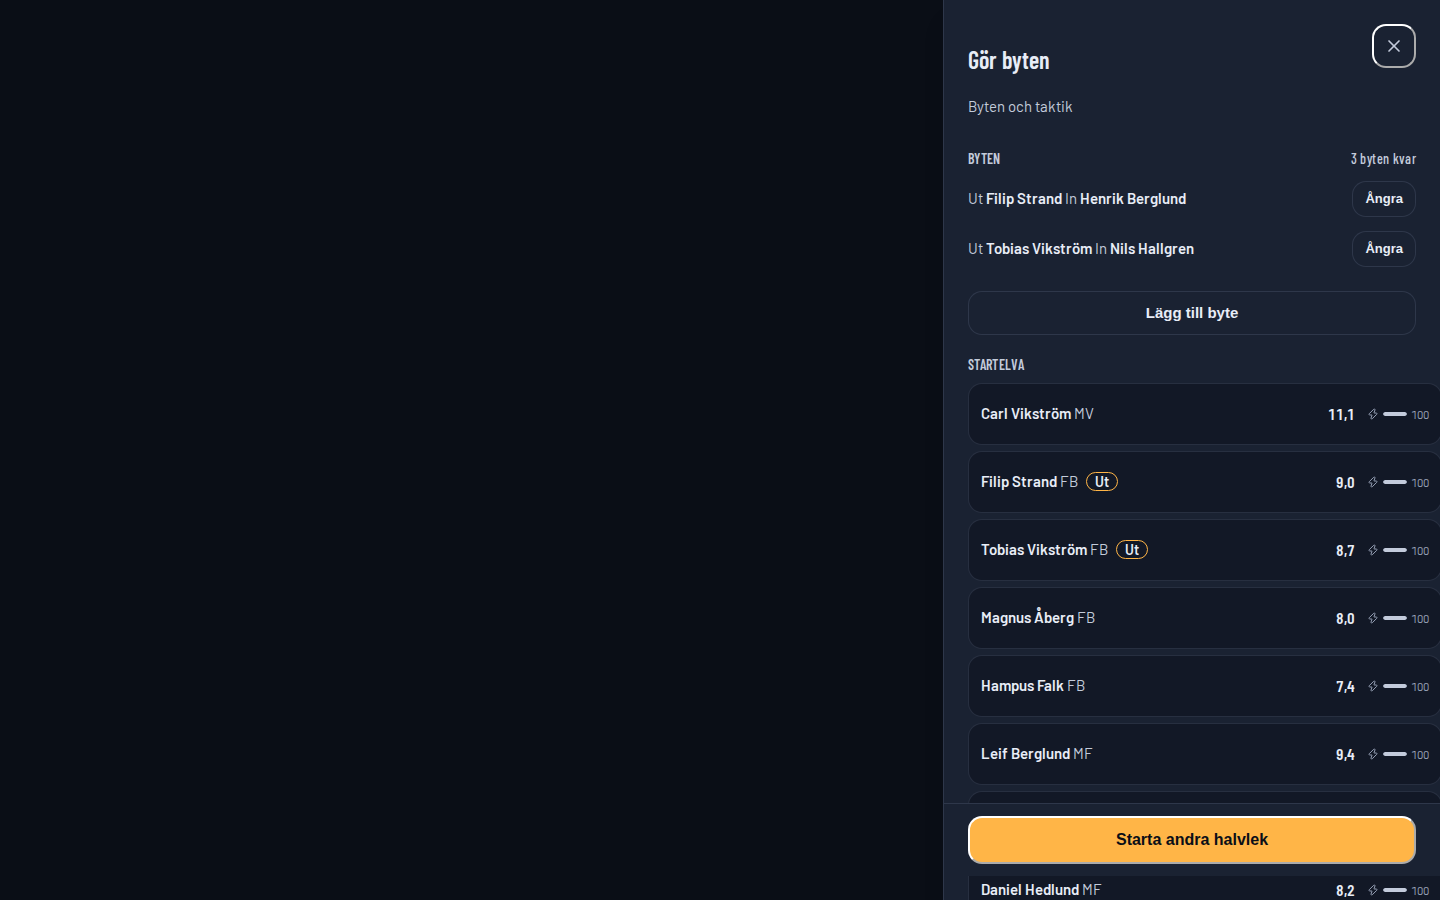 Gör byten
Byten och taktik
BYTEN 3 byten kvar
Ut Filip Strand In Henrik Berglund Ångra
Ut Tobias Vikström In Nils Hallgren Ångra
Lägg till byte
STARTELVA
Carl Vikström MV 11,1 100
Filip Strand FB Ut 9,0 100
Tobias Vikström FB Ut 8,7 100
Magnus Åberg FB 8,0 100
Hampus Falk FB 7,4 100
Leif Berglund MF 9,4 100
Starta andra halvlek
Daniel Hedlund MF 8,2 100